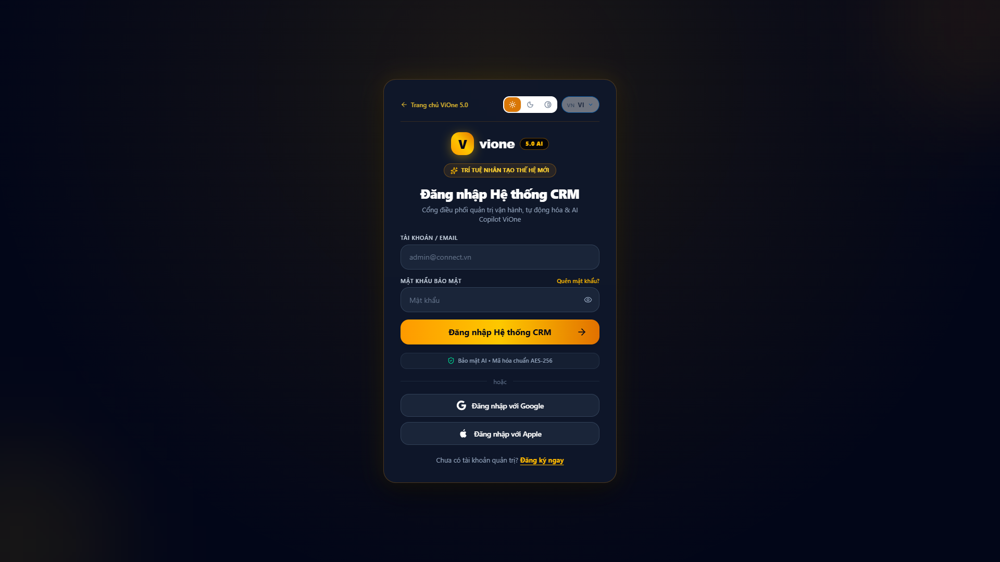 Trang chủ ViOne 5.0
VN VI
V vione 5.0 AI
TRÍ TUỆ NHÂN TẠO THẾ HỆ MỚI
Đăng nhập Hệ thống CRM
Cổng điều phối quản trị vận hành, tự động hóa & AI
Copilot ViOne
TÀI KHOẢN / EMAIL
admin@connect.vn
MẬT KHẨU BẢO MẬT
Quên mật khẩu?
Mật khẩu
Đăng nhập Hệ thống CRM
Bảo mật AI • Mã hóa chuẩn AES-256
hoặc
Đăng nhập với Google
Đăng nhập với Apple
Chưa có tài khoản quản trị? Đăng ký ngay